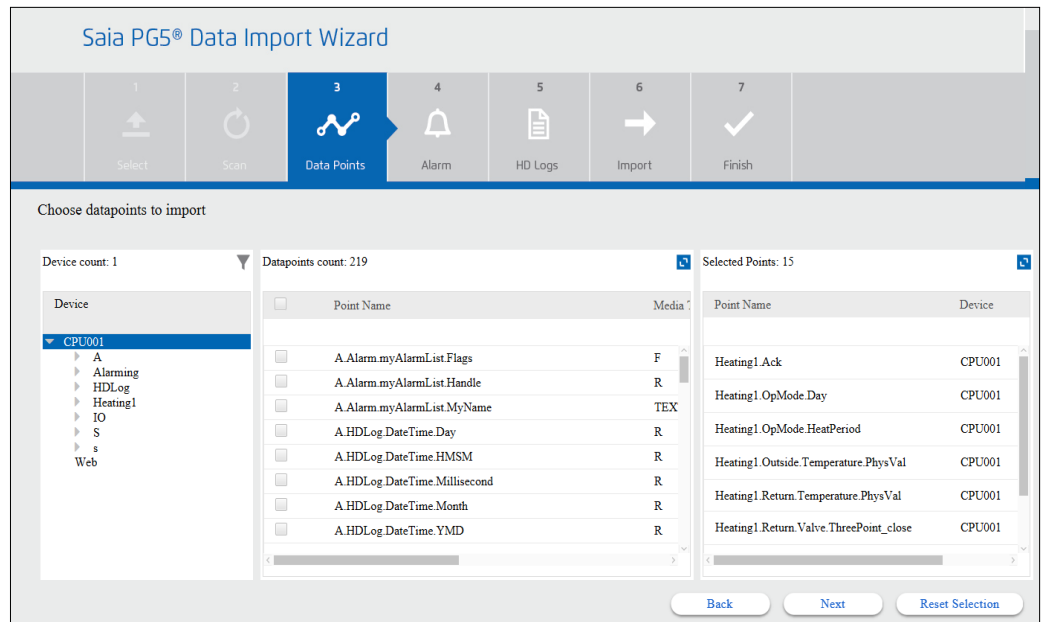 Saia PG5® Data Import Wizard
1 2 3 4 5 6 7
Select Scan Data Points Alarm HD Logs Import Finish
Choose datapoints to import
Device count: 1
Device
CPU001
A
Alarming
HDLog
Heating1
IO
S
s
Web
Datapoints count: 219
Point Name Media
A.Alarm.myAlarmList.Flags F
A.Alarm.myAlarmList.Handle R
A.Alarm.myAlarmList.MyName TEX
A.HDLog.DateTime.Day R
A.HDLog.DateTime.HMSM R
A.HDLog.DateTime.Millisecond R
A.HDLog.DateTime.Month R
A.HDLog.DateTime.YMD R
Selected Points: 15
Point Name Device
Heating1.Ack CPU001
Heating1.OpMode.Day CPU001
Heating1.OpMode.HeatPeriod CPU001
Heating1.Outside.Temperature.PhysVal CPU001
Heating1.Return.Temperature.PhysVal CPU001
Heating1.Return.Valve.ThreePoint_close CPU001
Back Next Reset Selection